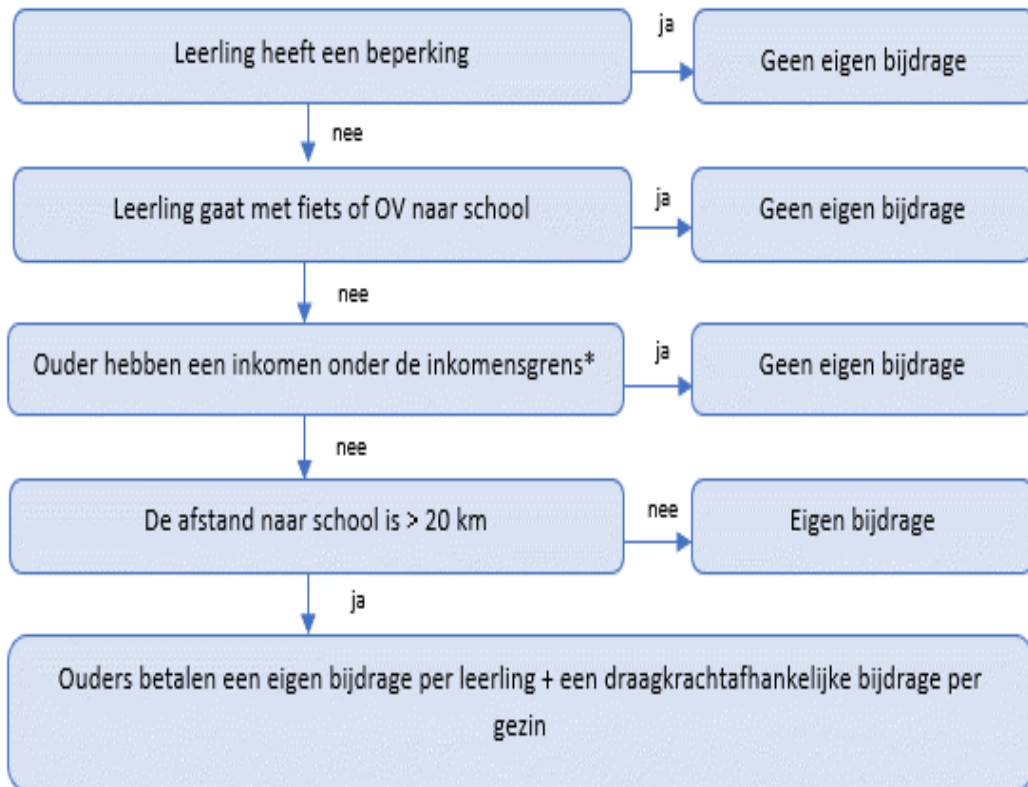 Leerling heeft een beperking
ja
Geen eigen bijdrage
nee
Leerling gaat met fiets of OV naar school
ja
Geen eigen bijdrage
nee
Ouder hebben een inkomen onder de inkomensgrens*
ja
Geen eigen bijdrage
nee
De afstand naar school is > 20 km
nee
Eigen bijdrage
ja
Ouders betalen een eigen bijdrage per leerling + een draagkrachtafhankelijke bijdrage per
gezin